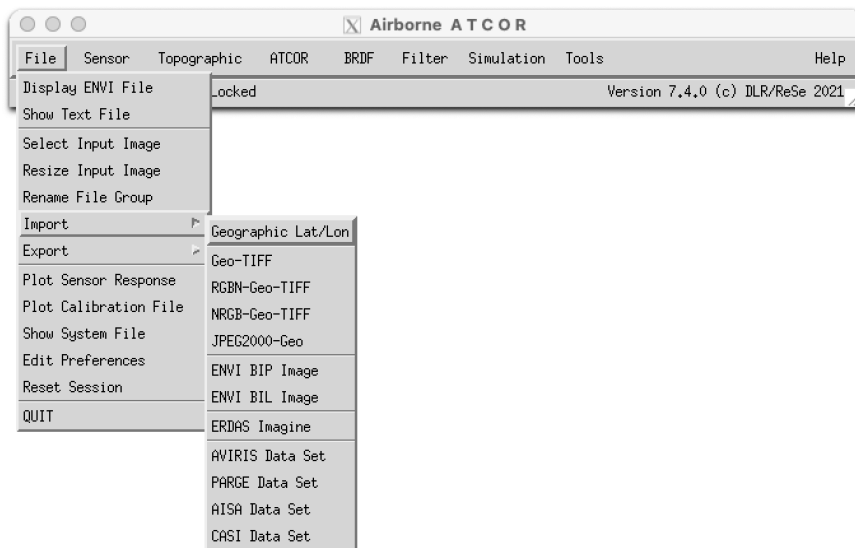 Airborne ATCOR
File Sensor Topographic ATCOR BRDF Filter Simulation Tools Help
Locked Version 7.4.0 (c) DLR/ReSe 2021
Display ENVI File
Show Text File
Select Input Image
Resize Input Image
Rename File Group
Import
Export
Plot Sensor Response
Plot Calibration File
Show System File
Edit Preferences
Reset Session
QUIT
Geographic Lat/Lon
Geo-TIFF
RGBN-Geo-TIFF
NRGB-Geo-TIFF
JPEG2000-Geo
ENVI BIP Image
ENVI BIL Image
ERDAS Imagine
AVIRIS Data Set
PARGE Data Set
AISA Data Set
CASI Data Set